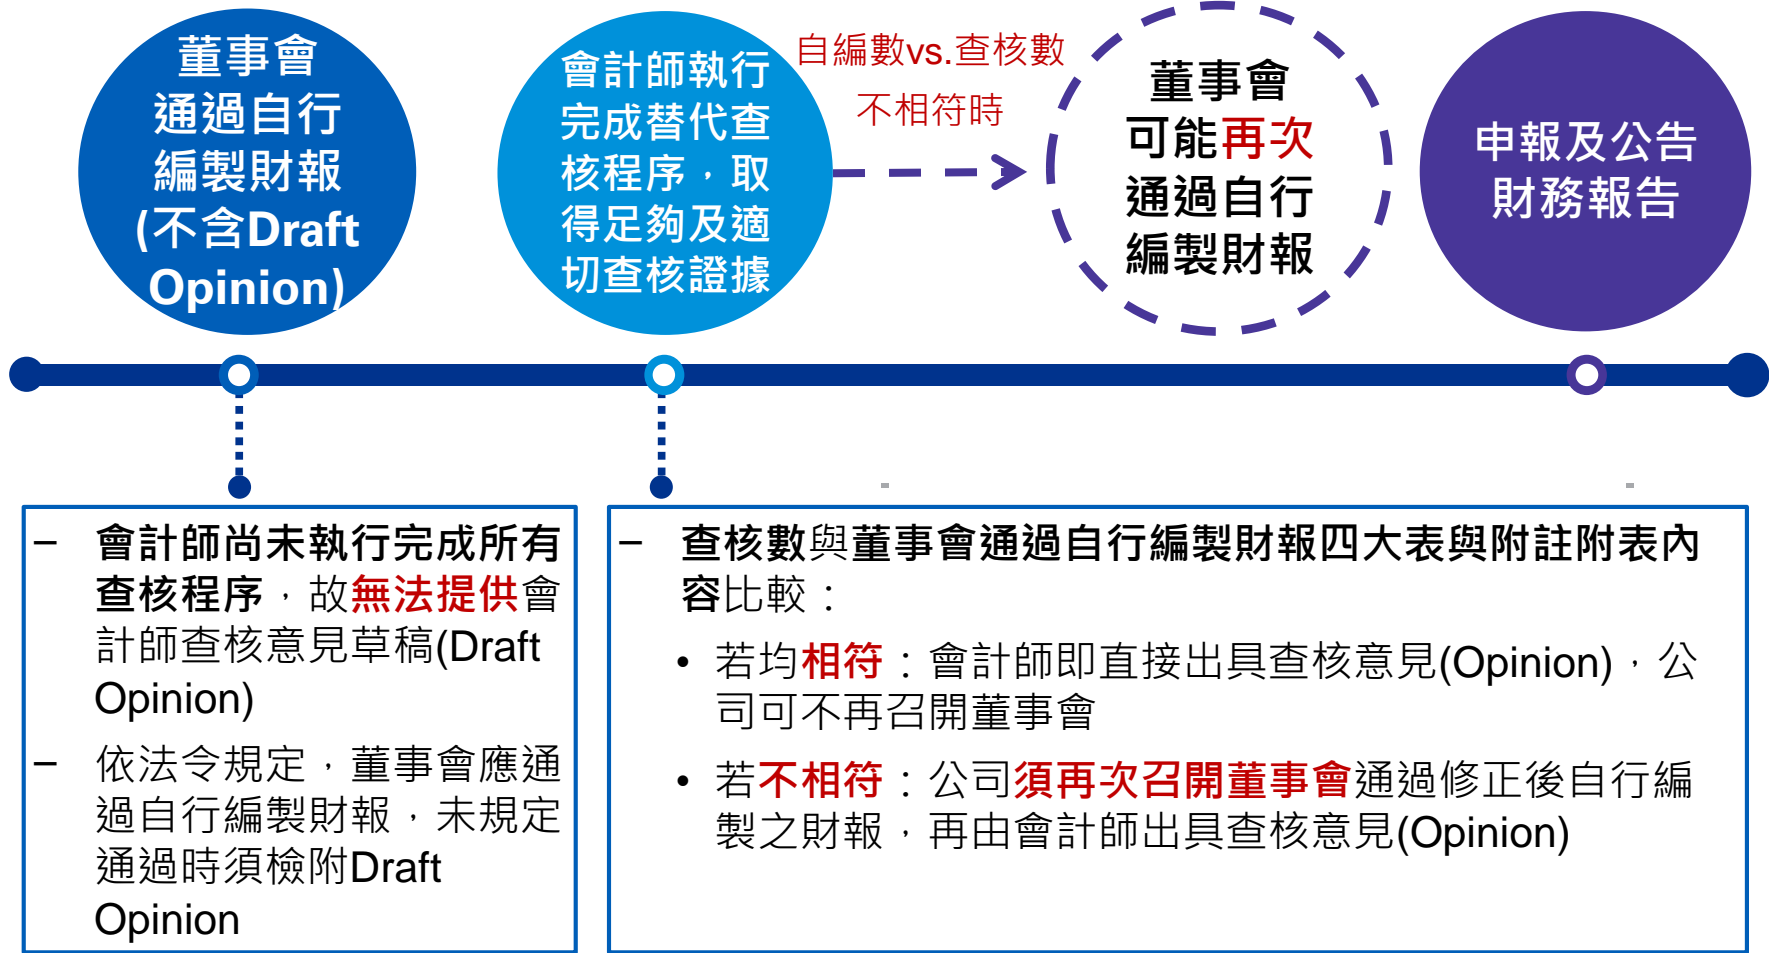 董事會
通過自行
編製財報
(不含Draft
Opinion)
會計師執行
完成替代查
核程序，取
得足夠及適
切查核證據
自編數vs.查核數
不相符時
董事會
可能再次
通過自行
編製財報
申報及公告
財務報告
– 會計師尚未執行完成所有
查核程序，故無法提供會
計師查核意見草稿(Draft
Opinion)
– 依法令規定，董事會應通
過自行編製財報，未規定
通過時須檢附Draft
Opinion
– 查核數與董事會通過自行編製財報四大表與附註附表內
容比較：
• 若均相符：會計師即直接出具查核意見(Opinion)，公
司可不再召開董事會
• 若不相符：公司須再次召開董事會通過修正後自行編
製之財報，再由會計師出具查核意見(Opinion)